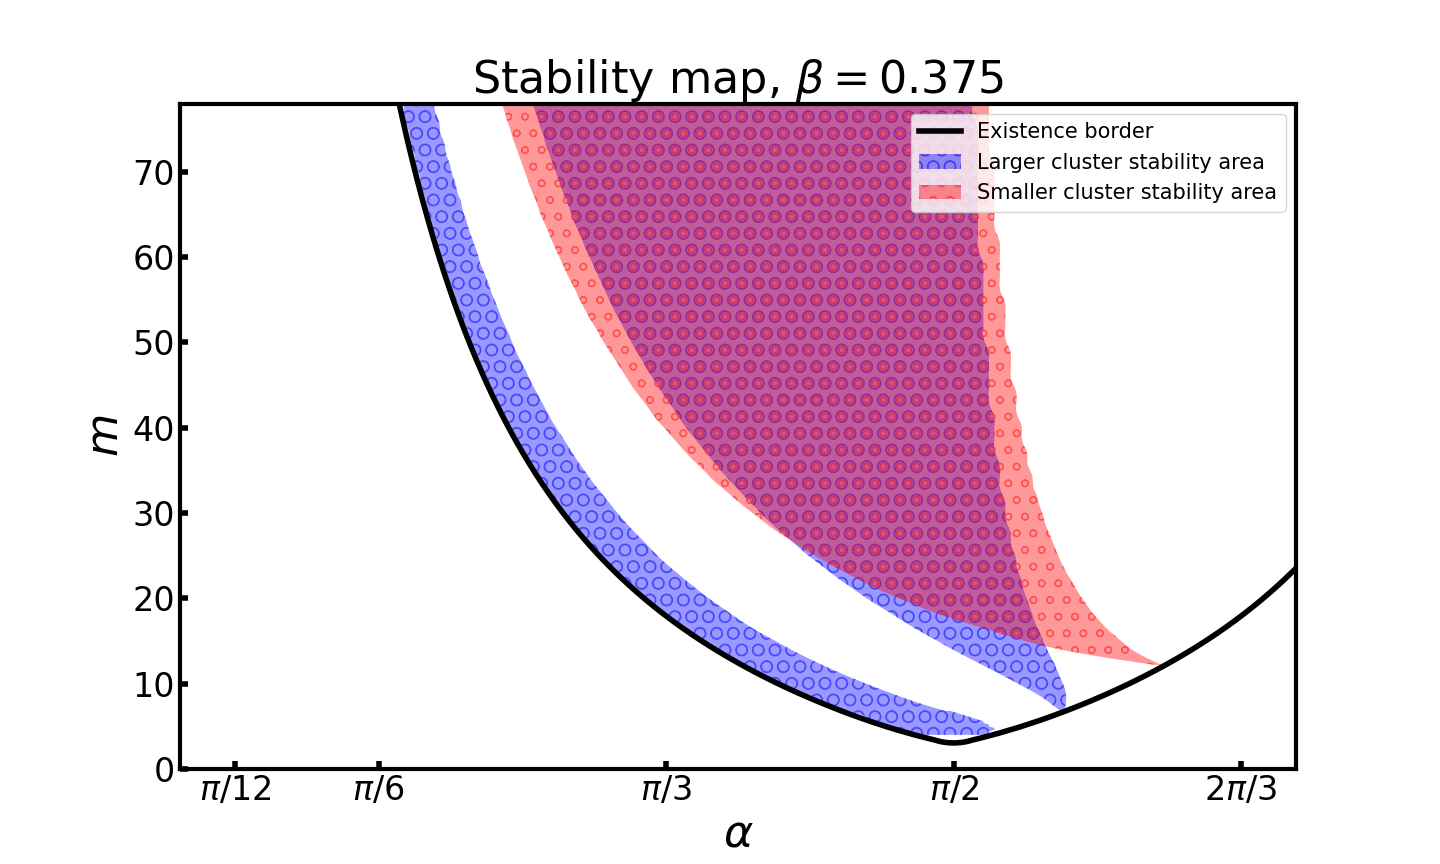 Stability map, β = 0.375
Existence border
Larger cluster stability area
Smaller cluster stability area
m
70
60
50
40
30
20
10
0
π/12 π/6 π/3 π/2 2π/3
α